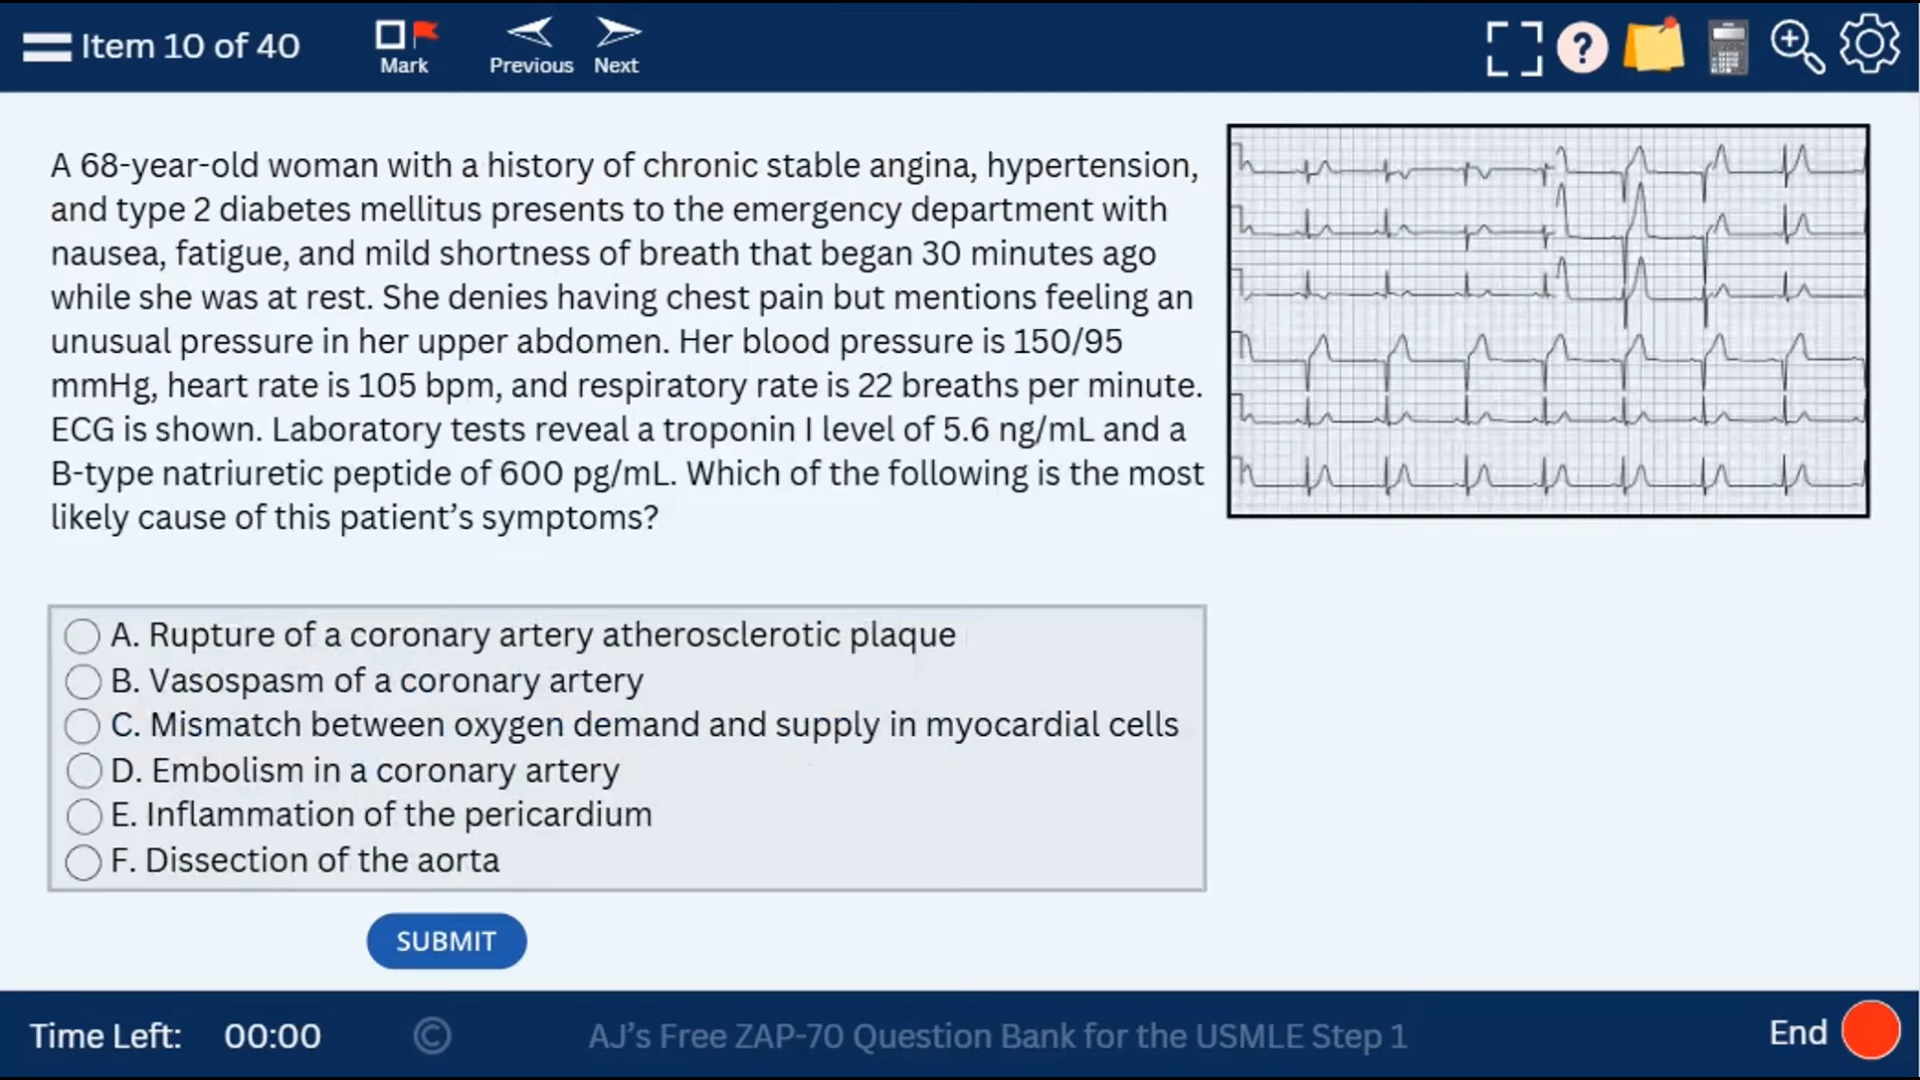 Item 10 of 40
Mark
Previous
Next
?
A 68-year-old woman with a history of chronic stable angina, hypertension,
and type 2 diabetes mellitus presents to the emergency department with
nausea, fatigue, and mild shortness of breath that began 30 minutes ago
while she was at rest. She denies having chest pain but mentions feeling an
unusual pressure in her upper abdomen. Her blood pressure is 150/95
mmHg, heart rate is 105 bpm, and respiratory rate is 22 breaths per minute.
ECG is shown. Laboratory tests reveal a troponin I level of 5.6 ng/mL and a
B-type natriuretic peptide of 600 pg/mL. Which of the following is the most
likely cause of this patient’s symptoms?
A. Rupture of a coronary artery atherosclerotic plaque
B. Vasospasm of a coronary artery
C. Mismatch between oxygen demand and supply in myocardial cells
D. Embolism in a coronary artery
E. Inflammation of the pericardium
F. Dissection of the aorta
SUBMIT
Time Left: 00:00
© AJ’s Free ZAP-70 Question Bank for the USMLE Step 1
End